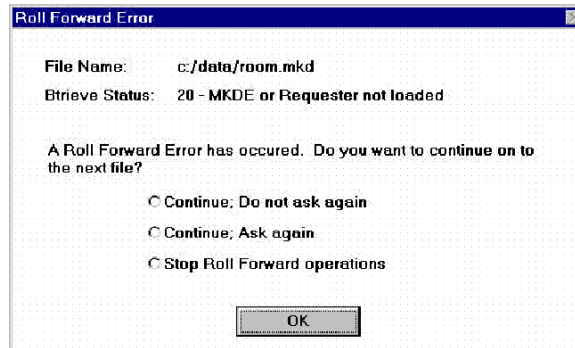 Roll Forward Error
File Name: c:/data/room.mkd
Btrieve Status: 20 - MKDE or Requester not loaded
A Roll Forward Error has occured. Do you want to continue on to
the next file?
Continue; Do not ask again
Continue; Ask again
Stop Roll Forward operations
OK